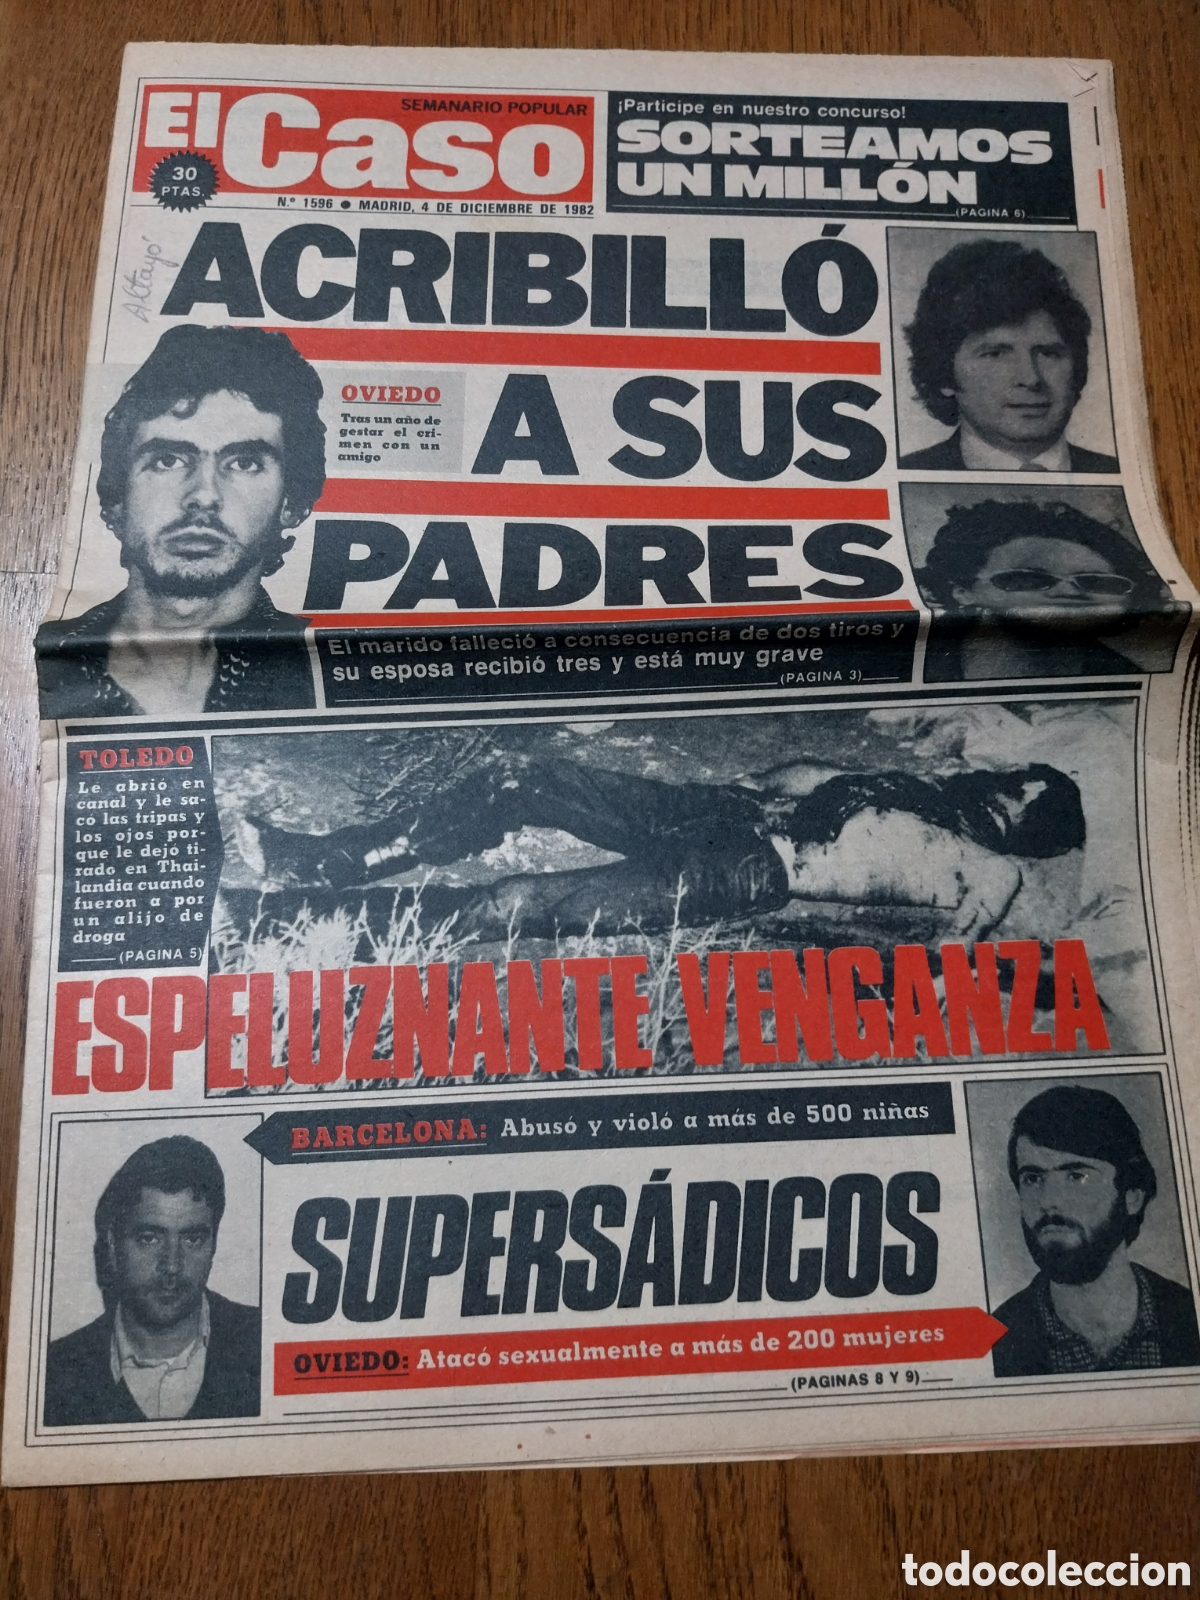 El Caso
SEMANARIO POPULAR
30
PTAS.
N.º 1596 ● MADRID, 4 DE DICIEMBRE DE 1982
¡Participe en nuestro concurso!
SORTEAMOS
UN MILLÓN
(PAGINA 6)
Altayó
ACRIBILLÓ
A SUS
PADRES
OVIEDO
Tras un año de
gestar el cri-
men con un
amigo
El marido falleció a consecuencia de dos tiros y
su esposa recibió tres y está muy grave
(PAGINA 3)
TOLEDO
Le abrió en
canal y le sa-
có las tripas y
los ojos por-
que le dejó ti-
rado en Thai-
landia cuando
fueron a por
un alijo de
droga
(PAGINA 5)
ESPELUZNANTE VENGANZA
BARCELONA: Abusó y violó a más de 500 niñas
SUPERSÁDICOS
OVIEDO: Atacó sexualmente a más de 200 mujeres
(PAGINAS 8 Y 9)
todocoleccion